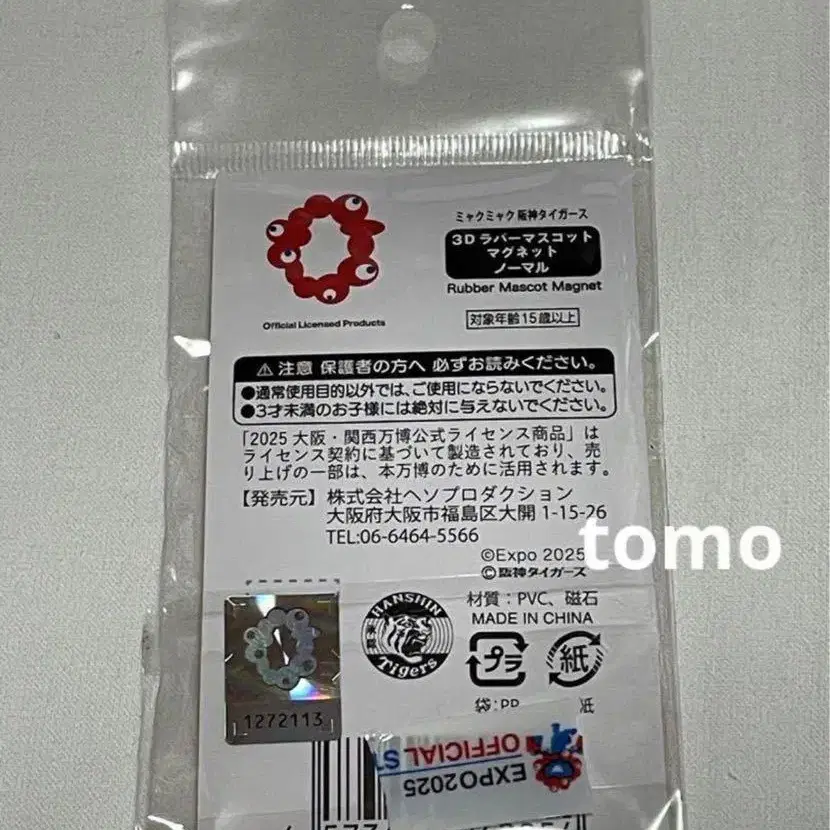 ミャクミャク 阪神タイガース
3D ラバーマスコット
マグネット
ノーマル
Rubber Mascot Magnet
Official Licensed Products
対象年齢15歳以上
⚠注意 保護者の方へ 必ずお読みください。
●通常使用目的以外では、ご使用にならないでください。
●3才未満のお子様には絶対に与えないでください。
「2025 大阪・関西万博公式ライセンス商品」は
ライセンス契約に基づいて製造されており、売
り上げの一部は、本万博のために活用されます。
【発売元】 株式会社ヘソプロダクション
大阪府大阪市福島区大開 1-15-26
TEL:06-6464-5566
©Expo 2025
tomo
©阪神タイガース
材質:PVC、磁石
MADE IN CHINA
HANSHIN
Tigers
プラ
紙
袋:PP
紙
1272113
EXPO2025
OFFICIAL